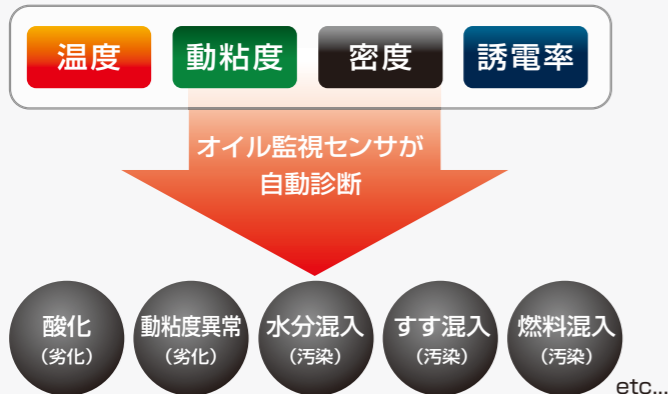 温度 動粘度 密度 誘電率
オイル監視センサが
自動診断
酸化 動粘度異常 水分混入 すす混入 燃料混入
(劣化) (劣化) (汚染) (汚染) (汚染)
etc...